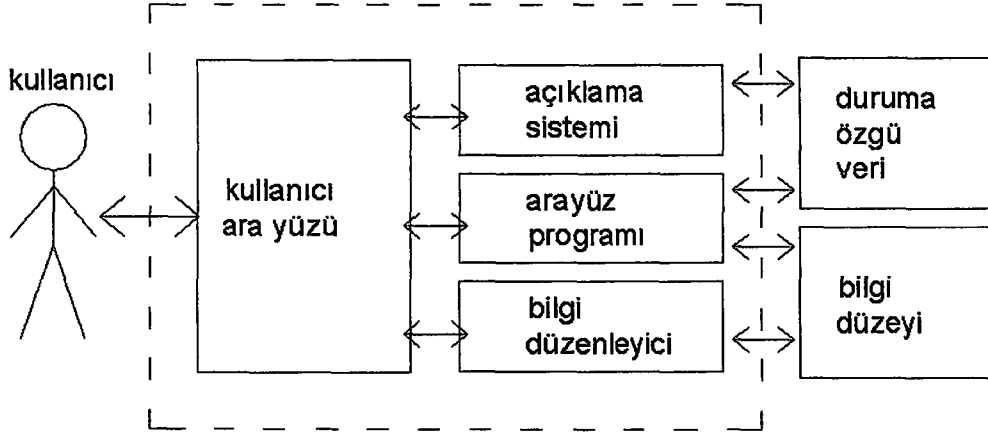 kullanıcı
kullanıcı
ara yüzü
açıklama
sistemi
arayüz
programı
bilgi
düzenleyici
duruma
özgü
veri
bilgi
düzeyi